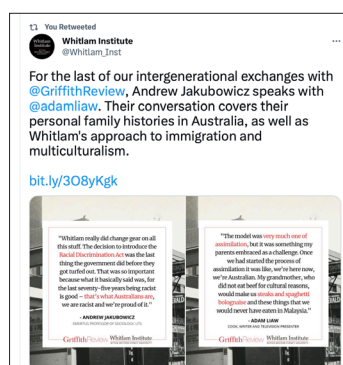 You Retweeted
Whitlam Institute
@Whitlam_Inst
For the last of our intergenerational exchanges with
@GriffithReview, Andrew Jakubowicz speaks with
@adamliaw. Their conversation covers their
personal family histories in Australia, as well as
Whitlam's approach to immigration and
multiculturalism.
bit.ly/3O8yKgk
"Whitlam really did change gear on all
this stuff. The decision to introduce the
Racial Discrimination Act was the last
thing the government did before they
got turfed out. That was so important
because what it basically said was, for
the last seventy-five years being racist
is good – that's what Australians are,
we are racist and we're proud of it."
- ANDREW JAKUBOWICZ
EMERITUS PROFESSOR OF SOCIOLOGY, UTS
GriffithReview Whitlam Institute
"The model was very much one of
assimilation, but it was something my
parents embraced as a challenge. Once
we had started the process of
assimilation it was like, we're here now,
we're Australian. My grandmother, who
did not eat beef for cultural reasons,
would make us steaks and spaghetti
bolognaise and these things that we
would never have eaten in Malaysia."
- ADAM LIAW
COOK, WRITER AND TELEVISION PRESENTER
GriffithReview Whitlam Institute